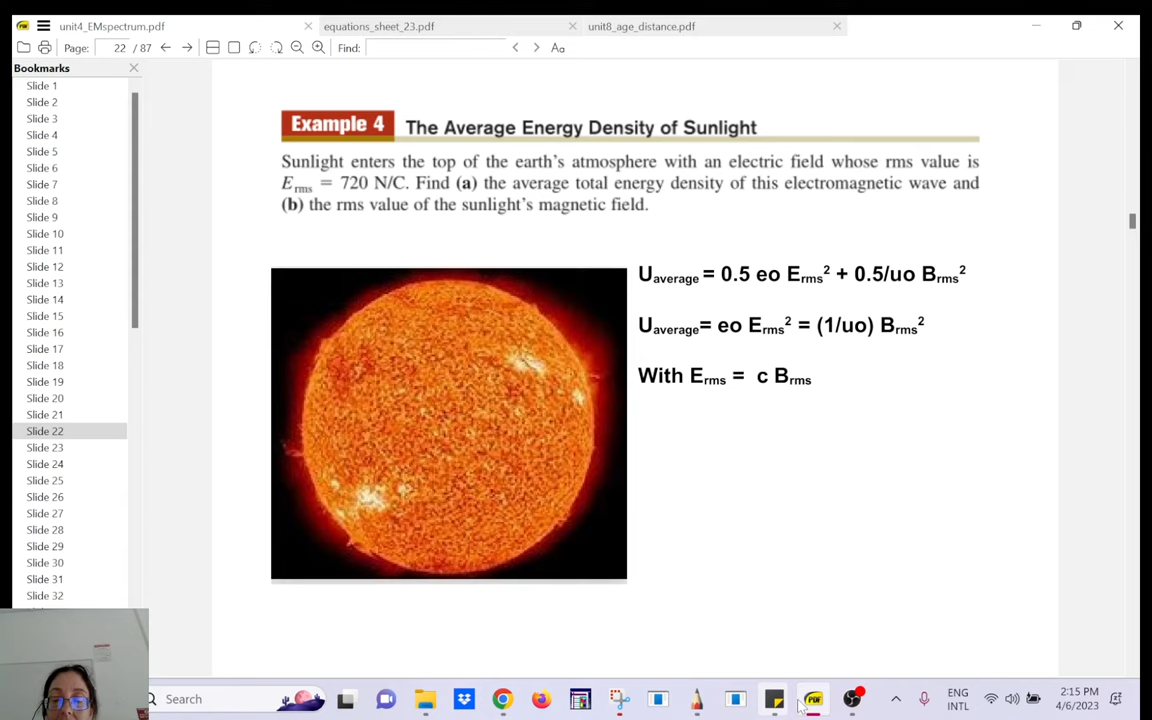 unit4_EMspectrum.pdf
equations_sheet_23.pdf
unit8_age_distance.pdf
Page: 22 / 87
Find:
Aa
Bookmarks
Slide 1
Slide 2
Slide 3
Slide 4
Slide 5
Slide 6
Slide 7
Slide 8
Slide 9
Slide 10
Slide 11
Slide 12
Slide 13
Slide 14
Slide 15
Slide 16
Slide 17
Slide 18
Slide 19
Slide 20
Slide 21
Slide 22
Slide 23
Slide 24
Slide 25
Slide 26
Slide 27
Slide 28
Slide 29
Slide 30
Slide 31
Slide 32
Example 4 The Average Energy Density of Sunlight
Sunlight enters the top of the earth's atmosphere with an electric field whose rms value is
Erms = 720 N/C. Find (a) the average total energy density of this electromagnetic wave and
(b) the rms value of the sunlight's magnetic field.
Uaverage = 0.5 eo Erms² + 0.5/uo Brms²
Uaverage= eo Erms² = (1/uo) Brms²
With Erms = c Brms
Search
ENG
INTL
2:15 PM
4/6/2023